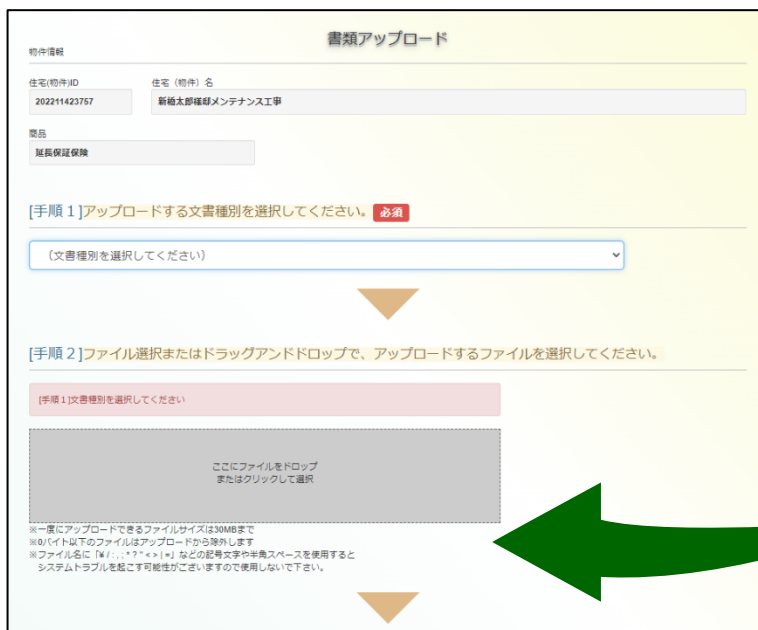 書類アップロード
物件情報
住宅(物件)ID
住宅（物件）名
202211423757
新築太郎様邸メンテナンス工事
商品
延長保証保険
[手順１]アップロードする文書種別を選択してください。 必須
（文書種別を選択してください）
[手順２]ファイル選択またはドラッグアンドドロップで、アップロードするファイルを選択してください。
[手順１]文書種別を選択してください
ここにファイルをドロップ
またはクリックして選択
※一度にアップロードできるファイルサイズは30MBまで
※0バイト以下のファイルはアップロードから除外します
※ファイル名に「¥ / : , ; * ? " < > | =」などの記号文字や半角スペースを使用すると
システムトラブルを起こす可能性がございますので使用しないで下さい。